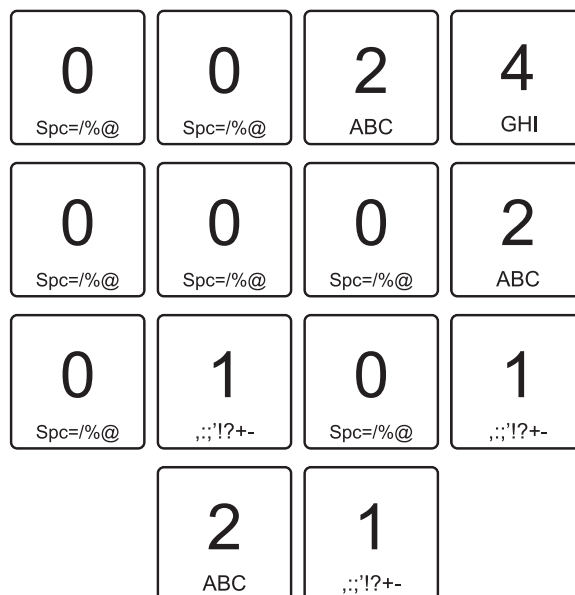 0 0 2 4
Spc=/%@ Spc=/%@ ABC GHI
0 0 0 2
Spc=/%@ Spc=/%@ Spc=/%@ ABC
0 1 0 1
Spc=/%@ ,:;'!?+- Spc=/%@ ,:;'!?+-
2 1
ABC ,:;'!?+-